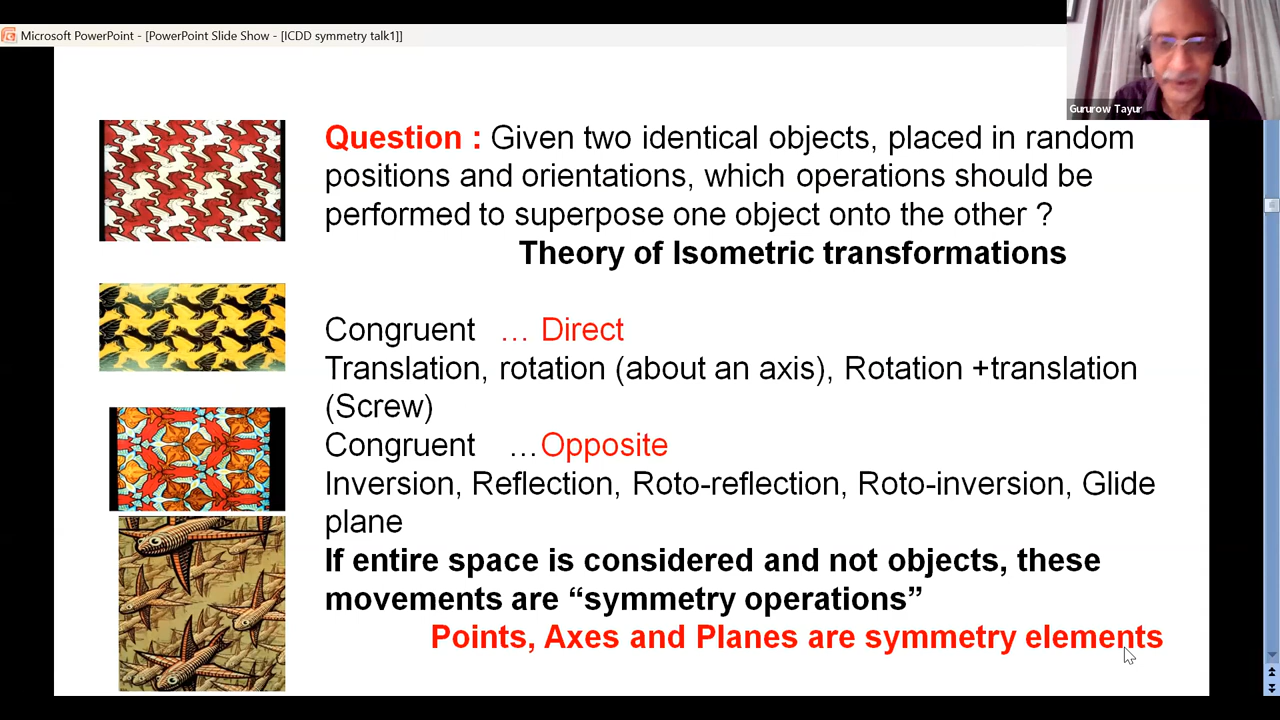 Microsoft PowerPoint - [PowerPoint Slide Show - [ICDD symmetry talk1]]
Gururow Tayur
Question : Given two identical objects, placed in random
positions and orientations, which operations should be
performed to superpose one object onto the other ?
Theory of Isometric transformations
Congruent … Direct
Translation, rotation (about an axis), Rotation +translation
(Screw)
Congruent …Opposite
Inversion, Reflection, Roto-reflection, Roto-inversion, Glide
plane
If entire space is considered and not objects, these
movements are “symmetry operations”
Points, Axes and Planes are symmetry elements